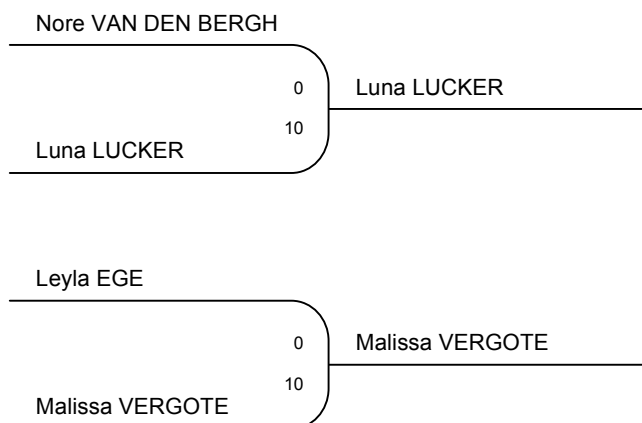 Nore VAN DEN BERGH
0
Luna LUCKER
10
Luna LUCKER
Leyla EGE
0
Malissa VERGOTE
10
Malissa VERGOTE